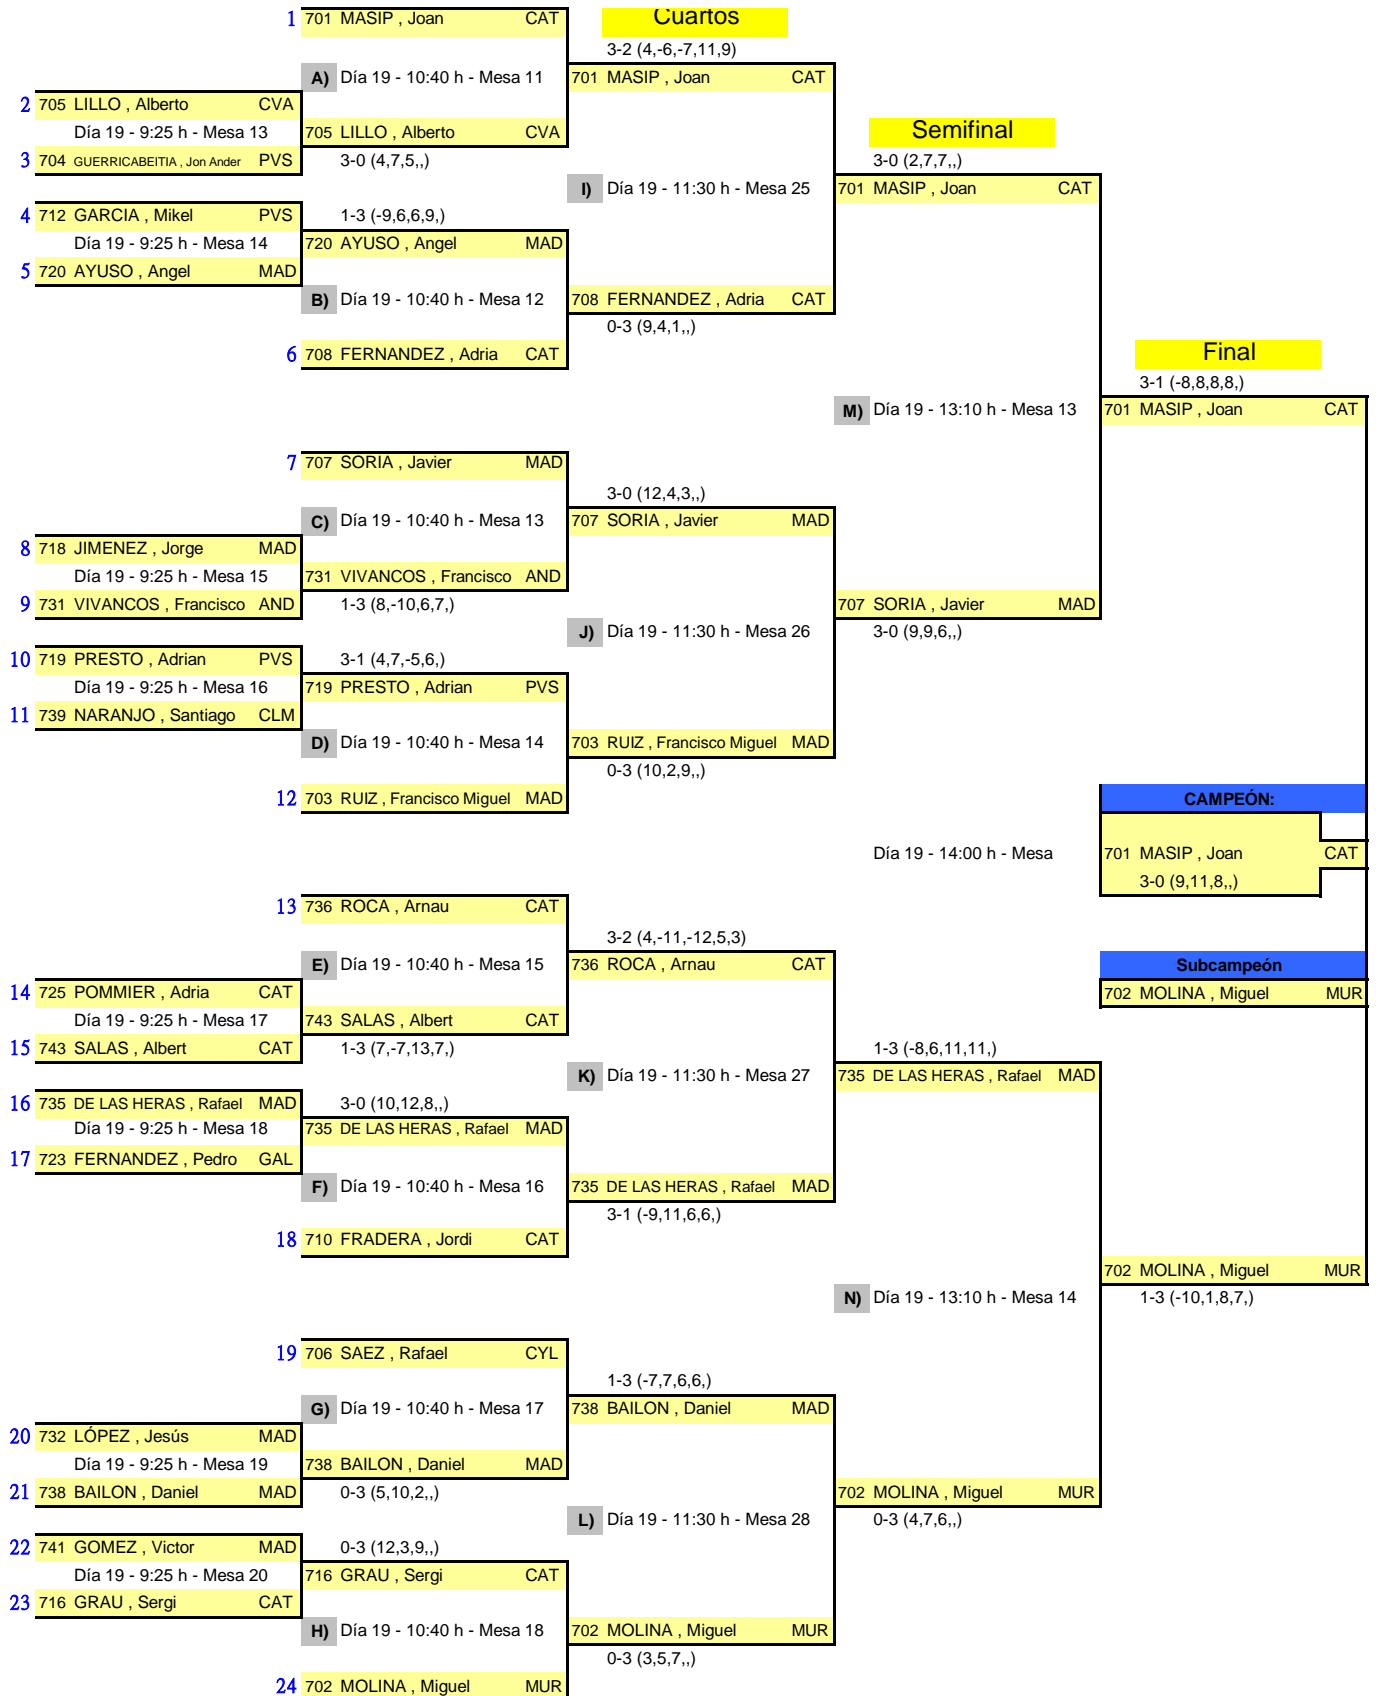 1 701 MASIP , Joan CAT Cuartos
3-2 (4,-6,-7,11,9)
A) Día 19 - 10:40 h - Mesa 11 701 MASIP , Joan CAT
2 705 LILLO , Alberto CVA
Día 19 - 9:25 h - Mesa 13 705 LILLO , Alberto CVA Semifinal
3 704 GUERRICABEITIA , Jon Ander PVS 3-0 (4,7,5,,) 3-0 (2,7,7,,)
I) Día 19 - 11:30 h - Mesa 25 701 MASIP , Joan CAT
4 712 GARCIA , Mikel PVS 1-3 (-9,6,6,9,)
Día 19 - 9:25 h - Mesa 14 720 AYUSO , Angel MAD
5 720 AYUSO , Angel MAD
B) Día 19 - 10:40 h - Mesa 12 708 FERNANDEZ , Adria CAT
0-3 (9,4,1,,)
6 708 FERNANDEZ , Adria CAT Final
3-1 (-8,8,8,8,)
M) Día 19 - 13:10 h - Mesa 13 701 MASIP , Joan CAT
7 707 SORIA , Javier MAD
3-0 (12,4,3,,)
C) Día 19 - 10:40 h - Mesa 13 707 SORIA , Javier MAD
8 718 JIMENEZ , Jorge MAD
Día 19 - 9:25 h - Mesa 15 731 VIVANCOS , Francisco AND
9 731 VIVANCOS , Francisco AND 1-3 (8,-10,6,7,) 707 SORIA , Javier MAD
J) Día 19 - 11:30 h - Mesa 26 3-0 (9,9,6,,)
10 719 PRESTO , Adrian PVS 3-1 (4,7,-5,6,)
Día 19 - 9:25 h - Mesa 16 719 PRESTO , Adrian PVS
11 739 NARANJO , Santiago CLM
D) Día 19 - 10:40 h - Mesa 14 703 RUIZ , Francisco Miguel MAD
0-3 (10,2,9,,)
12 703 RUIZ , Francisco Miguel MAD CAMPEÓN:
Día 19 - 14:00 h - Mesa 701 MASIP , Joan CAT
3-0 (9,11,8,,)
13 736 ROCA , Arnau CAT
3-2 (4,-11,-12,5,3)
E) Día 19 - 10:40 h - Mesa 15 736 ROCA , Arnau CAT Subcampeón
14 725 POMMIER , Adria CAT 702 MOLINA , Miguel MUR
Día 19 - 9:25 h - Mesa 17 743 SALAS , Albert CAT
15 743 SALAS , Albert CAT 1-3 (7,-7,13,7,) 1-3 (-8,6,11,11,)
K) Día 19 - 11:30 h - Mesa 27 735 DE LAS HERAS , Rafael MAD
16 735 DE LAS HERAS , Rafael MAD 3-0 (10,12,8,,)
Día 19 - 9:25 h - Mesa 18 735 DE LAS HERAS , Rafael MAD
17 723 FERNANDEZ , Pedro GAL
F) Día 19 - 10:40 h - Mesa 16 735 DE LAS HERAS , Rafael MAD
3-1 (-9,11,6,6,)
18 710 FRADERA , Jordi CAT
702 MOLINA , Miguel MUR
N) Día 19 - 13:10 h - Mesa 14 1-3 (-10,1,8,7,)
19 706 SAEZ , Rafael CYL
1-3 (-7,7,6,6,)
G) Día 19 - 10:40 h - Mesa 17 738 BAILON , Daniel MAD
20 732 LÓPEZ , Jesús MAD
Día 19 - 9:25 h - Mesa 19 738 BAILON , Daniel MAD
21 738 BAILON , Daniel MAD 0-3 (5,10,2,,) 702 MOLINA , Miguel MUR
L) Día 19 - 11:30 h - Mesa 28 0-3 (4,7,6,,)
22 741 GOMEZ , Victor MAD 0-3 (12,3,9,,)
Día 19 - 9:25 h - Mesa 20 716 GRAU , Sergi CAT
23 716 GRAU , Sergi CAT
H) Día 19 - 10:40 h - Mesa 18 702 MOLINA , Miguel MUR
0-3 (3,5,7,,)
24 702 MOLINA , Miguel MUR